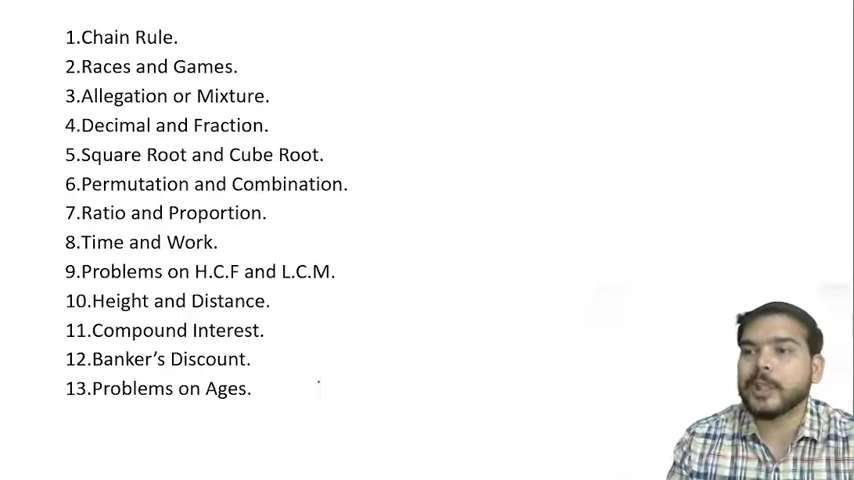 1.Chain Rule.
2.Races and Games.
3.Allegation or Mixture.
4.Decimal and Fraction.
5.Square Root and Cube Root.
6.Permutation and Combination.
7.Ratio and Proportion.
8.Time and Work.
9.Problems on H.C.F and L.C.M.
10.Height and Distance.
11.Compound Interest.
12.Banker’s Discount.
13.Problems on Ages.